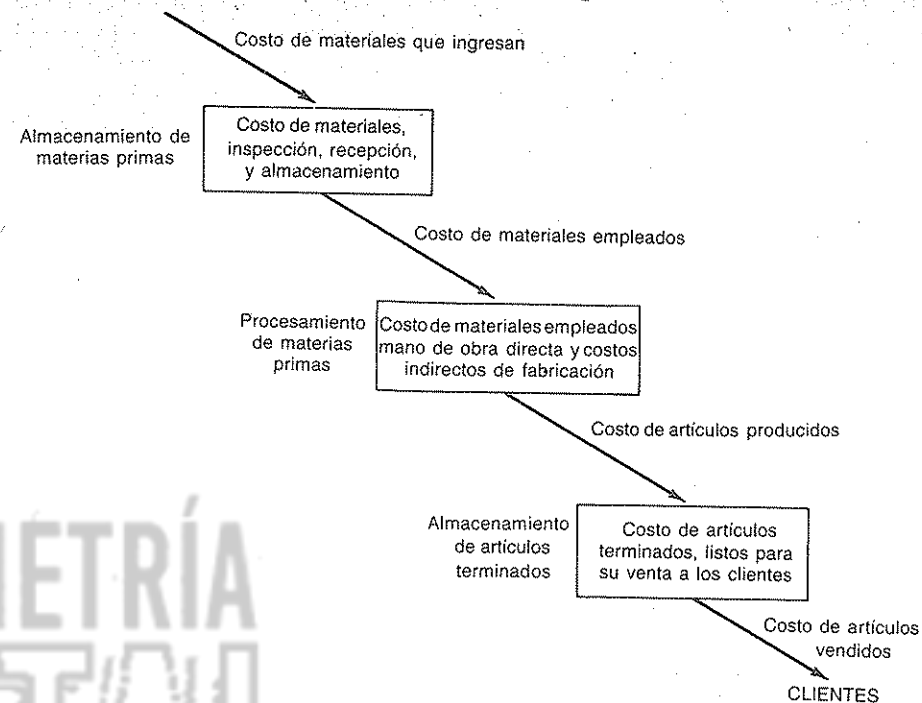 Costo de materiales que ingresan
Almacenamiento de
materias primas
Costo de materiales,
inspección, recepción,
y almacenamiento
Costo de materiales empleados
Procesamiento
de materias
primas
Costo de materiales empleados
mano de obra directa y costos
indirectos de fabricación
Costo de artículos producidos
Almacenamiento
de artículos
terminados
Costo de artículos
terminados, listos para
su venta a los clientes
Costo de artículos
vendidos
CLIENTES